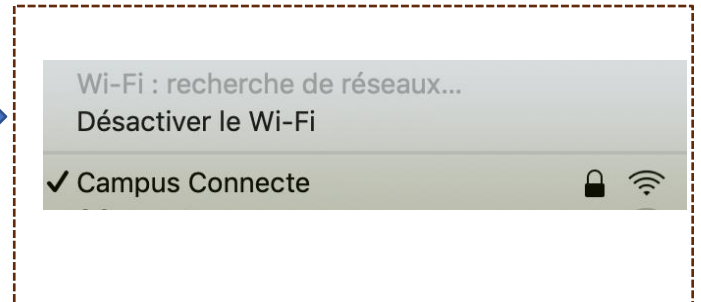 Wi-Fi : recherche de réseaux...
Désactiver le Wi-Fi
✓ Campus Connecte